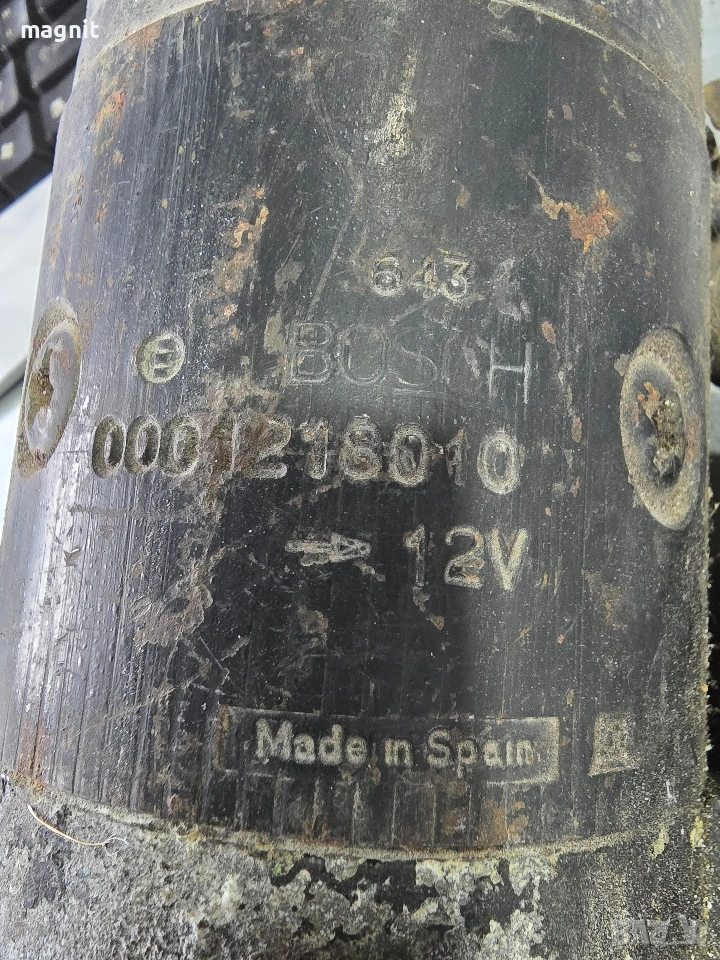 magnit
643
BOSCH
0001218010
12V
Made in Spain